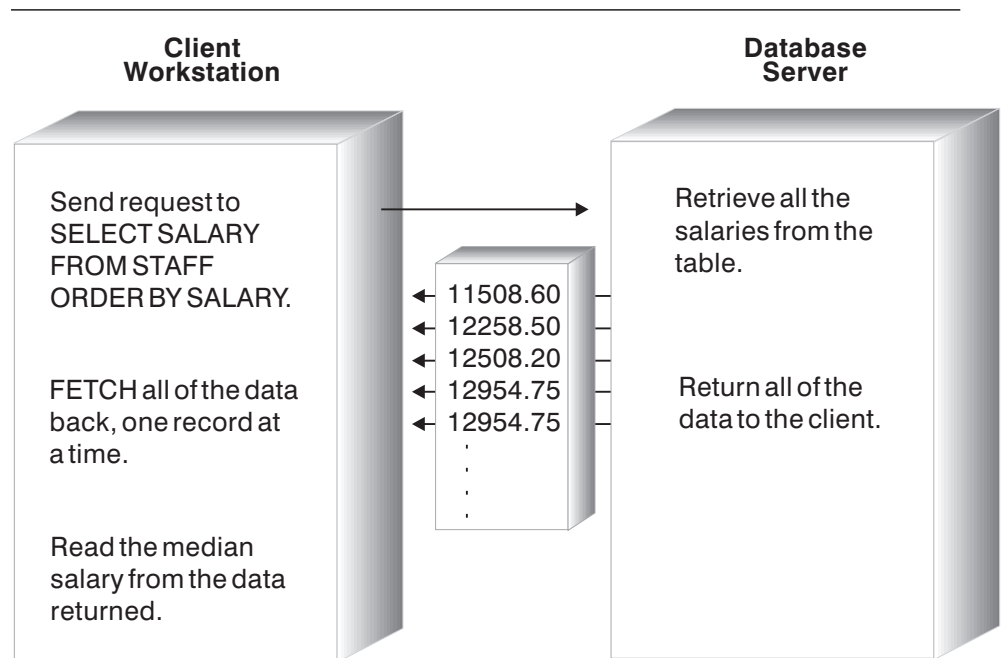 Client
Workstation
Database
Server
Send request to
SELECT SALARY
FROM STAFF
ORDER BY SALARY.
FETCH all of the data
back, one record at
a time.
Read the median
salary from the data
returned.
11508.60
12258.50
12508.20
12954.75
12954.75
.
.
.
.
Retrieve all the
salaries from the
table.
Return all of the
data to the client.